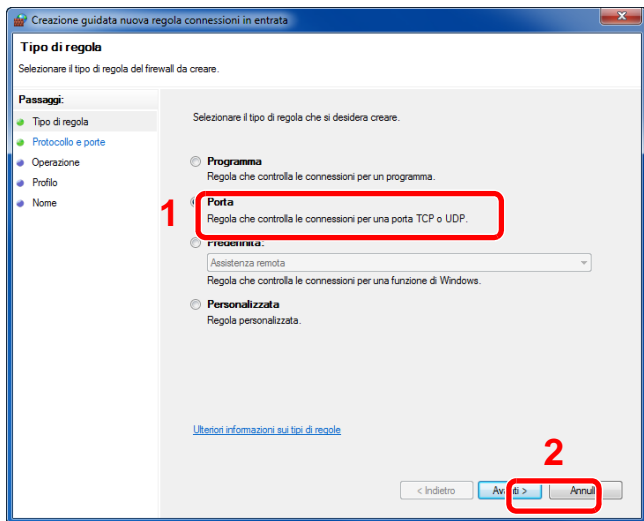 Creazione guidata nuova regola connessioni in entrata
Tipo di regola
Selezionare il tipo di regola del firewall da creare.
Passaggi:
Tipo di regola
Protocollo e porte
Operazione
Profilo
Nome
Selezionare il tipo di regola che si desidera creare.
Programma
Regola che controlla le connessioni per un programma.
1
Porta
Regola che controlla le connessioni per una porta TCP o UDP.
Predefinita:
Assistenza remota
Regola che controlla le connessioni per una funzione di Windows.
Personalizzata
Regola personalizzata.
Ulteriori informazioni sui tipi di regole
2
< Indietro
Avanti >
Annulla